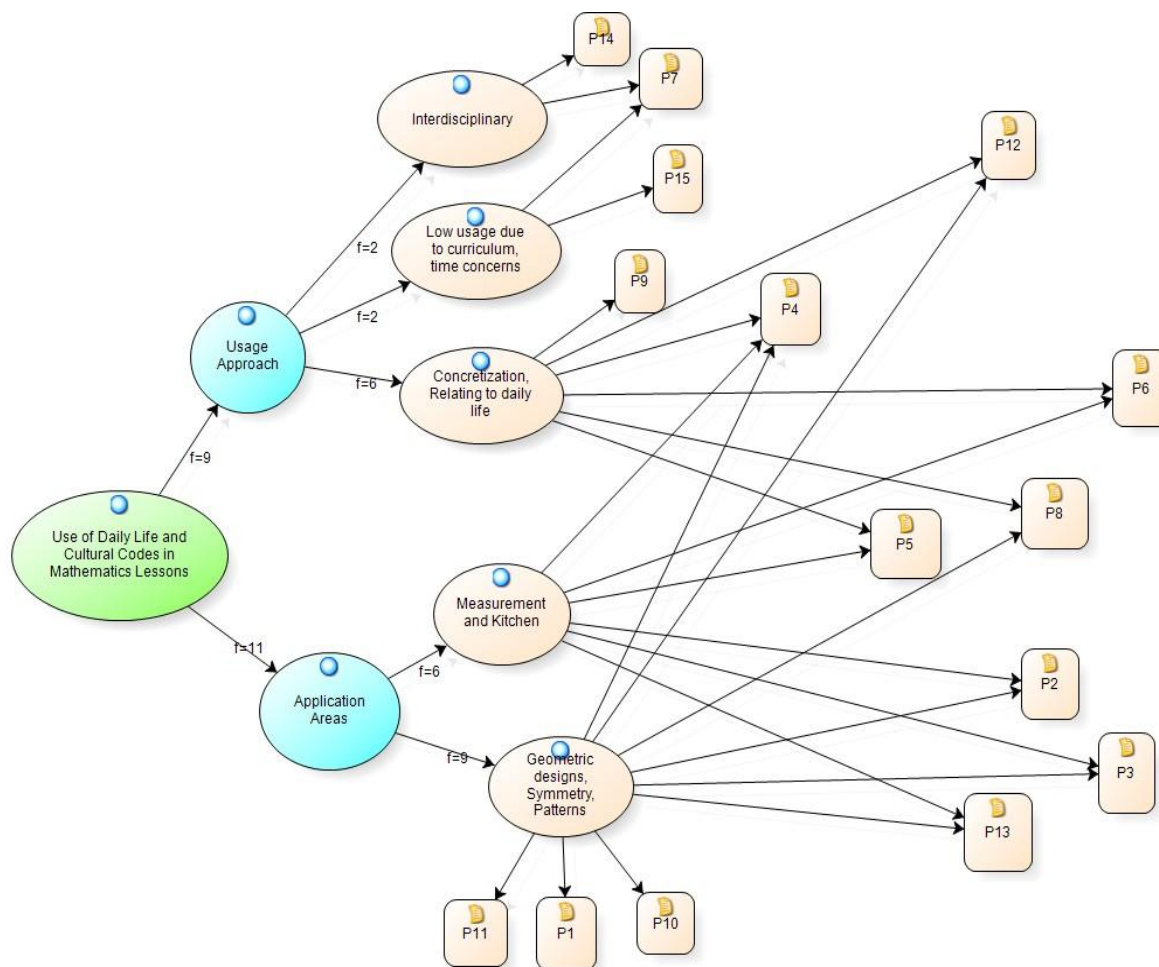 P14
P7
Interdisciplinary
P12
P15
Low usage due
to curriculum,
time concerns
f=2
f=2
P9
P4
Usage
Approach
f=6
Concretization,
Relating to daily
life
P6
f=9
P8
Use of Daily Life and
Cultural Codes in
Mathematics Lessons
P5
Measurement
and Kitchen
f=11
f=6
P2
Application
Areas
f=9
Geometric
designs,
Symmetry,
Patterns
P3
P13
P11
P1
P10